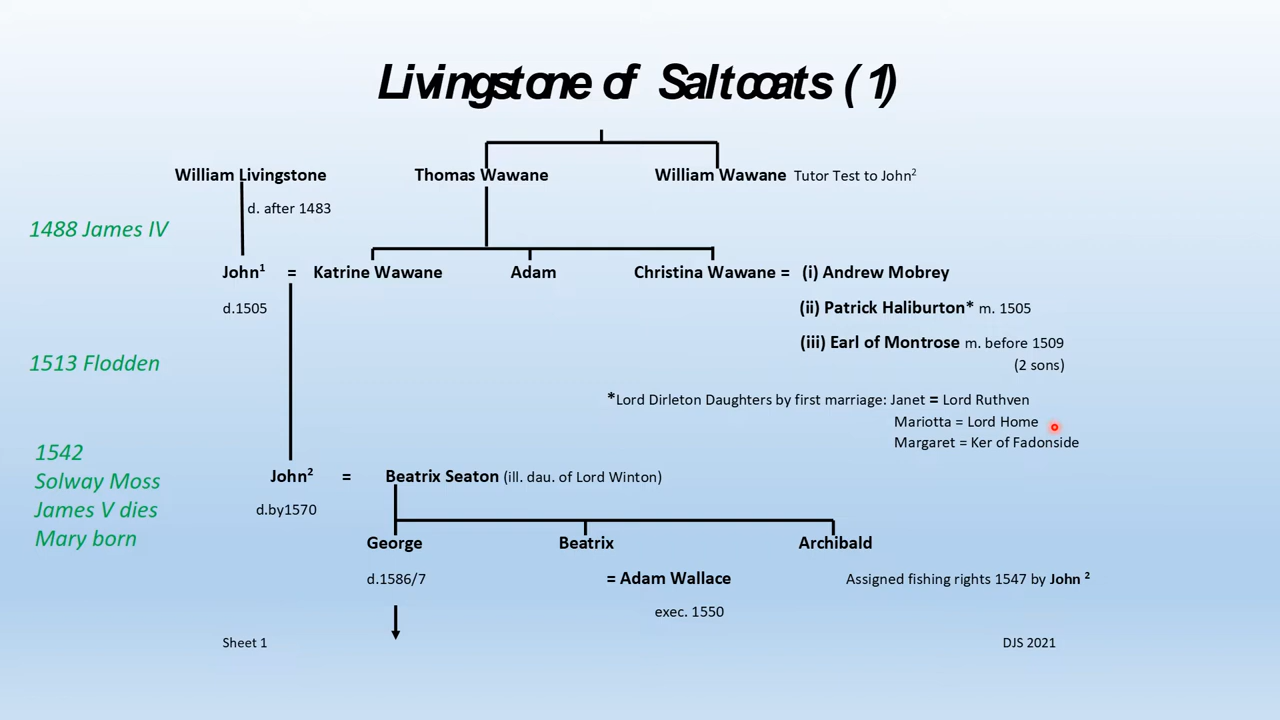 Livingstone of Saltcoats (1)
William Livingstone Thomas Wawane William Wawane Tutor Test to John²
d. after 1483
1488 James IV
John¹ = Katrine Wawane Adam Christina Wawane = (i) Andrew Mobrey
d.1505 (ii) Patrick Haliburton* m. 1505
(iii) Earl of Montrose m. before 1509
1513 Flodden
(2 sons)
*Lord Dirleton Daughters by first marriage: Janet = Lord Ruthven
Mariotta = Lord Home
Margaret = Ker of Fadonside
1542
Solway Moss
James V dies
Mary born
John² = Beatrix Seaton (ill. dau. of Lord Winton)
d.by1570
George Beatrix Archibald
d.1586/7 = Adam Wallace Assigned fishing rights 1547 by John ²
exec. 1550
Sheet 1 DJS 2021